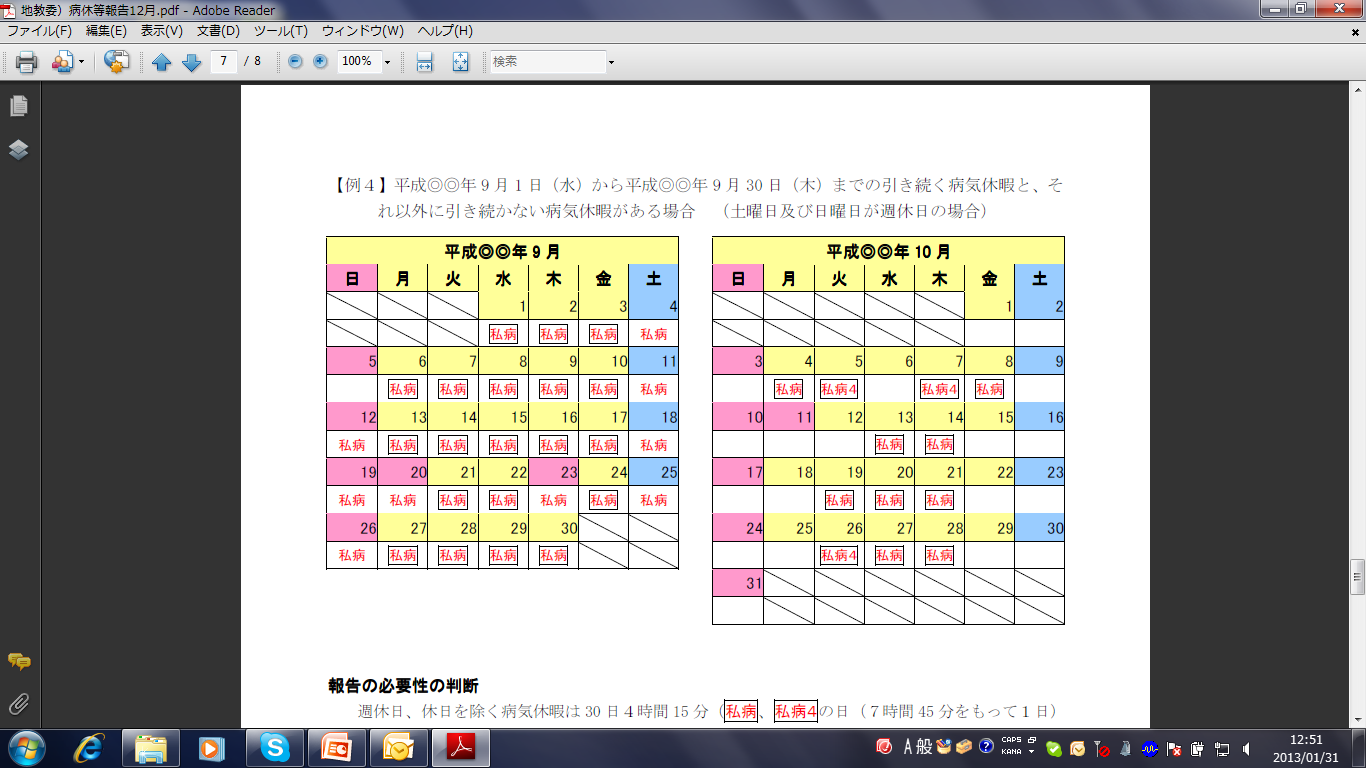 地教委）病休等報告12月.pdf - Adobe Reader
ファイル(F) 編集(E) 表示(V) 文書(D) ツール(T) ウィンドウ(W) ヘルプ(H)
7 / 8 100% 検索
【例４】平成◎◎年９月１日（水）から平成◎◎年９月30日（木）までの引き続く病気休暇と、そ
れ以外に引き続かない病気休暇がある場合 （土曜日及び日曜日が週休日の場合）
平成◎◎年９月
日 月 火 水 木 金 土
1 2 3 4
私病 私病 私病 私病
5 6 7 8 9 10 11
私病 私病 私病 私病 私病 私病
12 13 14 15 16 17 18
私病 私病 私病 私病 私病 私病 私病
19 20 21 22 23 24 25
私病 私病 私病 私病 私病 私病 私病
26 27 28 29 30
私病 私病 私病 私病 私病
平成◎◎年10月
日 月 火 水 木 金 土
1 2
3 4 5 6 7 8 9
私病 私病4 私病4 私病
10 11 12 13 14 15 16
私病 私病
17 18 19 20 21 22 23
私病 私病 私病
24 25 26 27 28 29 30
私病4 私病 私病
31
報告の必要性の判断
週休日、休日を除く病気休暇は30日４時間15分（私病、私病4の日（７時間45分をもって１日）
A 般 CAPS KANA
12:51
2013/01/31